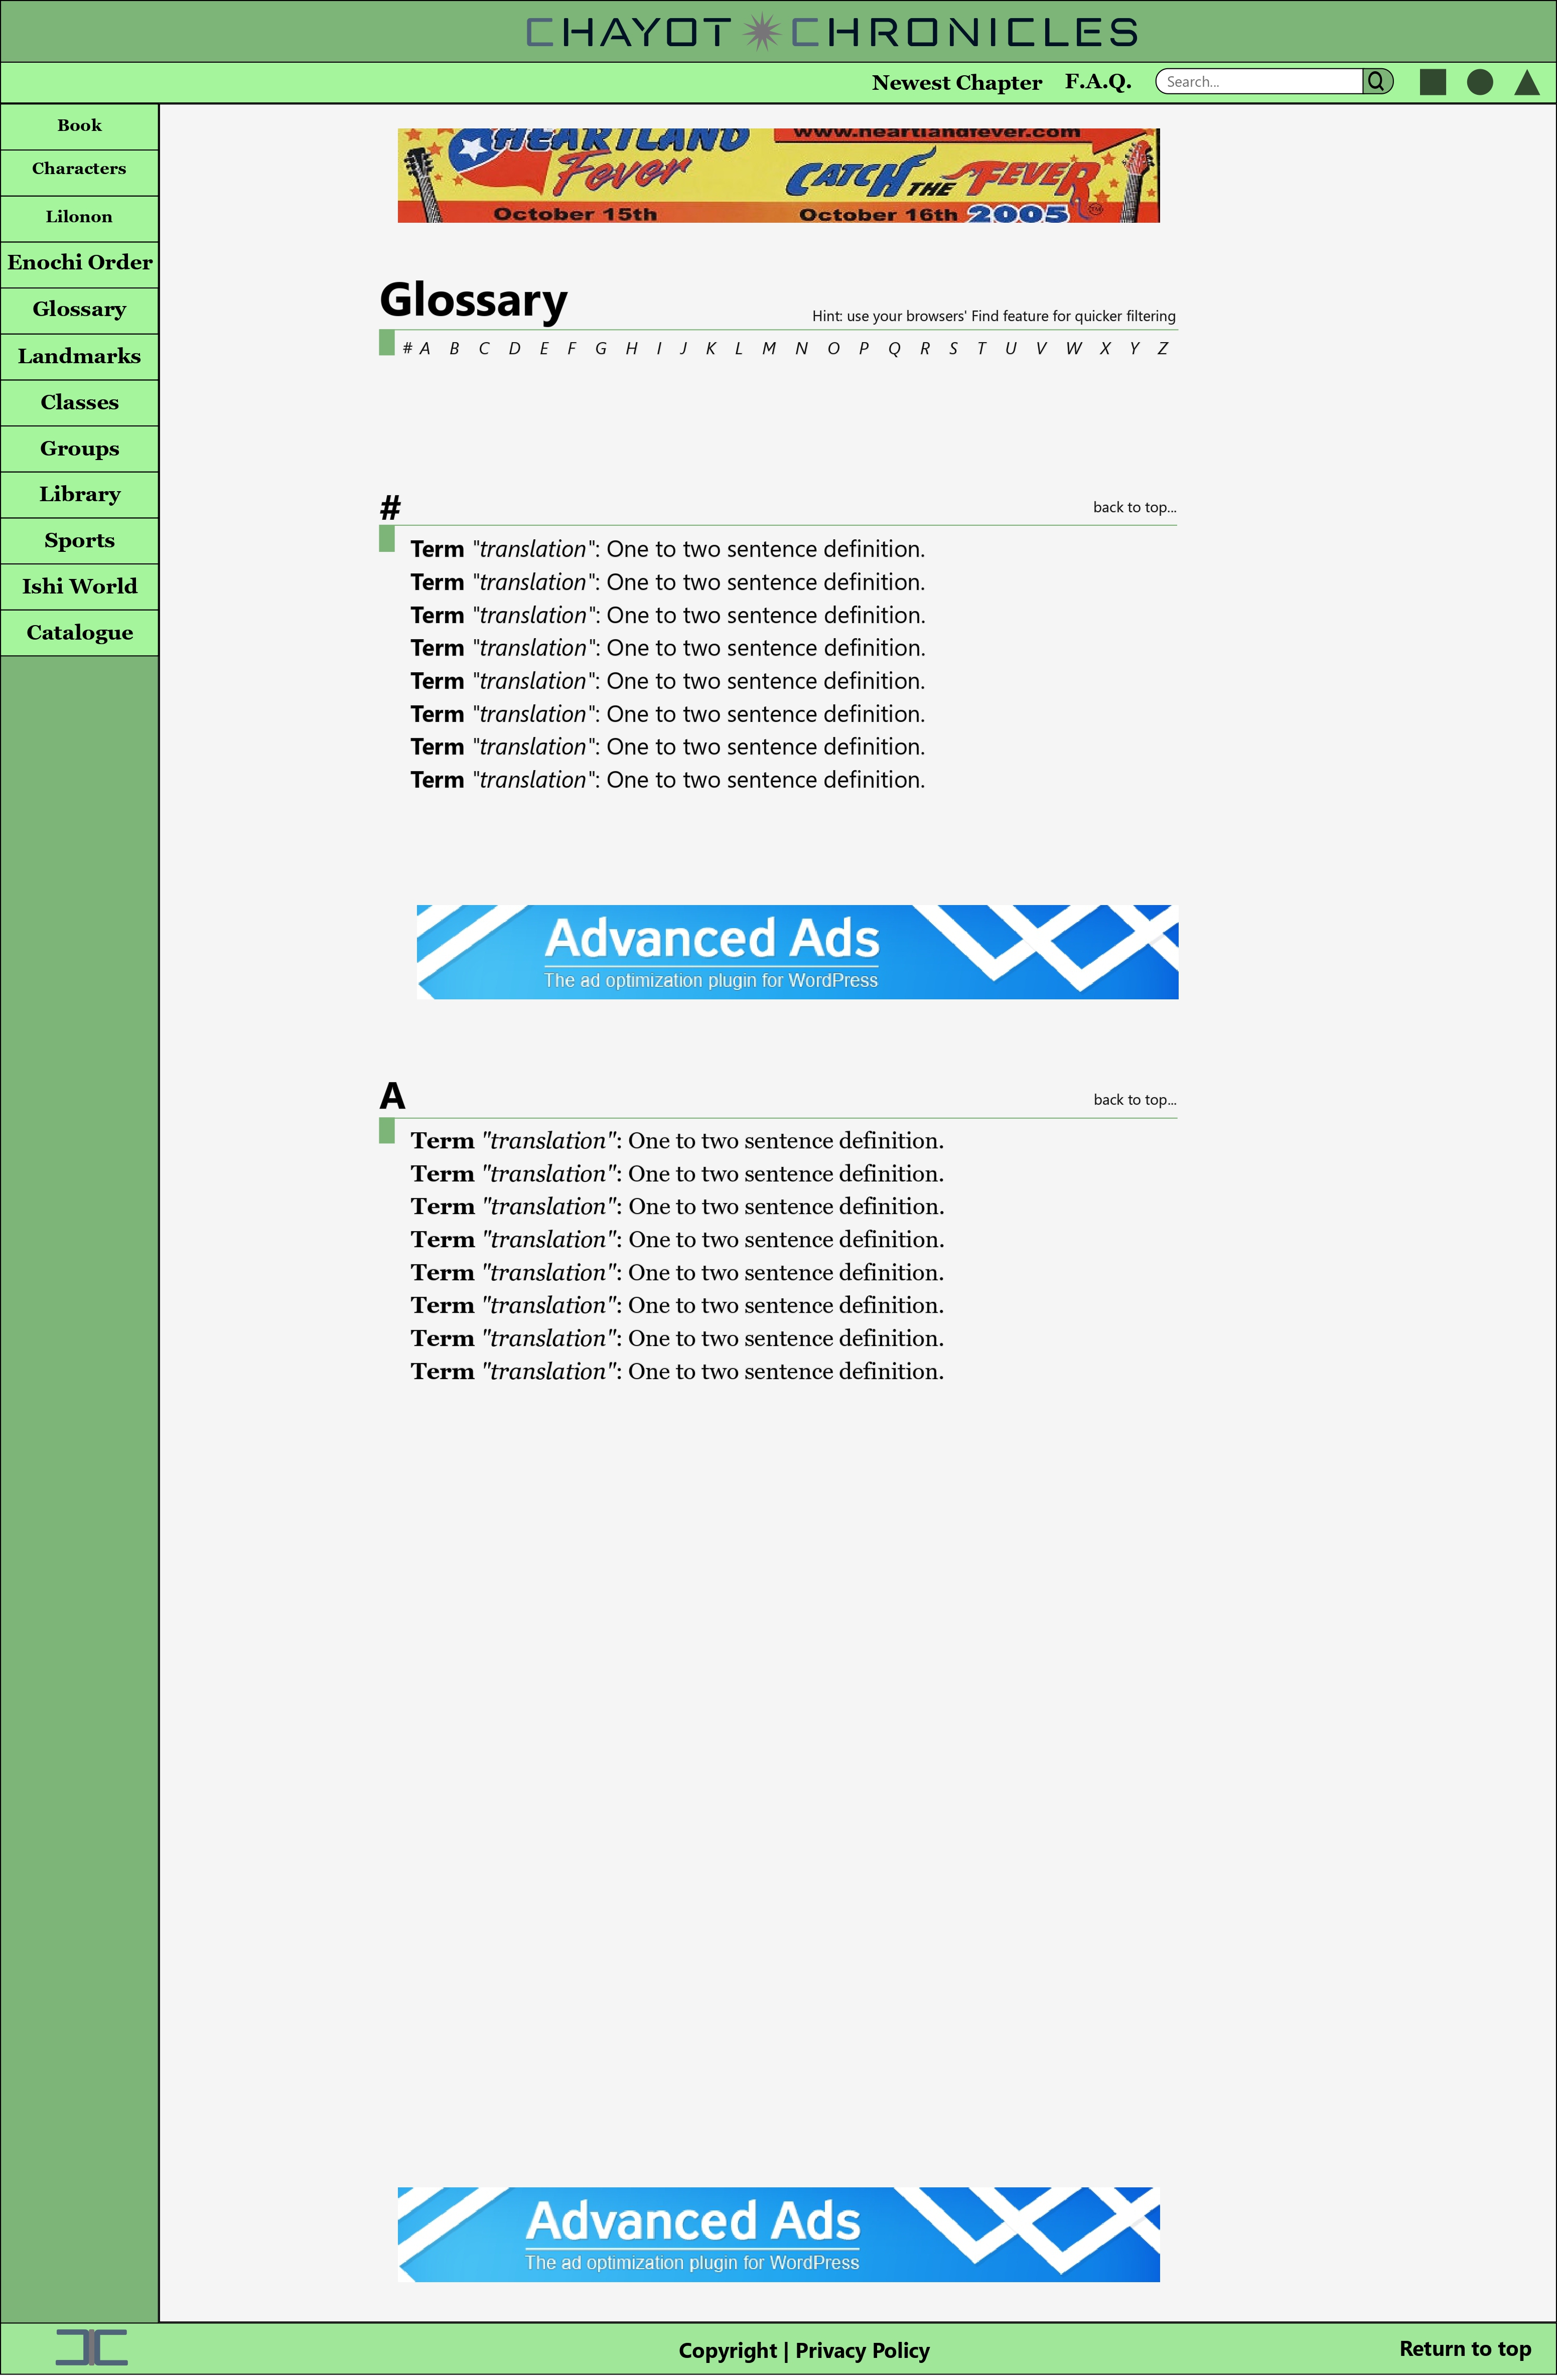 CHAYOT CHRONICLES
Newest Chapter F.A.Q. Search...
Book
Characters
Lilonon
Enochi Order
Glossary
Landmarks
Classes
Groups
Library
Sports
Ishi World
Catalogue
HEARTLAND
Fever
October 15th
www.heartlandfever.com
CATCH THE FEVER
TM
October 16th 2005
Glossary
Hint: use your browsers' Find feature for quicker filtering
# A B C D E F G H I J K L M N O P Q R S T U V W X Y Z
#
back to top...
Term "translation": One to two sentence definition.
Term "translation": One to two sentence definition.
Term "translation": One to two sentence definition.
Term "translation": One to two sentence definition.
Term "translation": One to two sentence definition.
Term "translation": One to two sentence definition.
Term "translation": One to two sentence definition.
Term "translation": One to two sentence definition.
Advanced Ads
The ad optimization plugin for WordPress
A
back to top...
Term "translation": One to two sentence definition.
Term "translation": One to two sentence definition.
Term "translation": One to two sentence definition.
Term "translation": One to two sentence definition.
Term "translation": One to two sentence definition.
Term "translation": One to two sentence definition.
Term "translation": One to two sentence definition.
Term "translation": One to two sentence definition.
Advanced Ads
The ad optimization plugin for WordPress
Copyright | Privacy Policy
Return to top